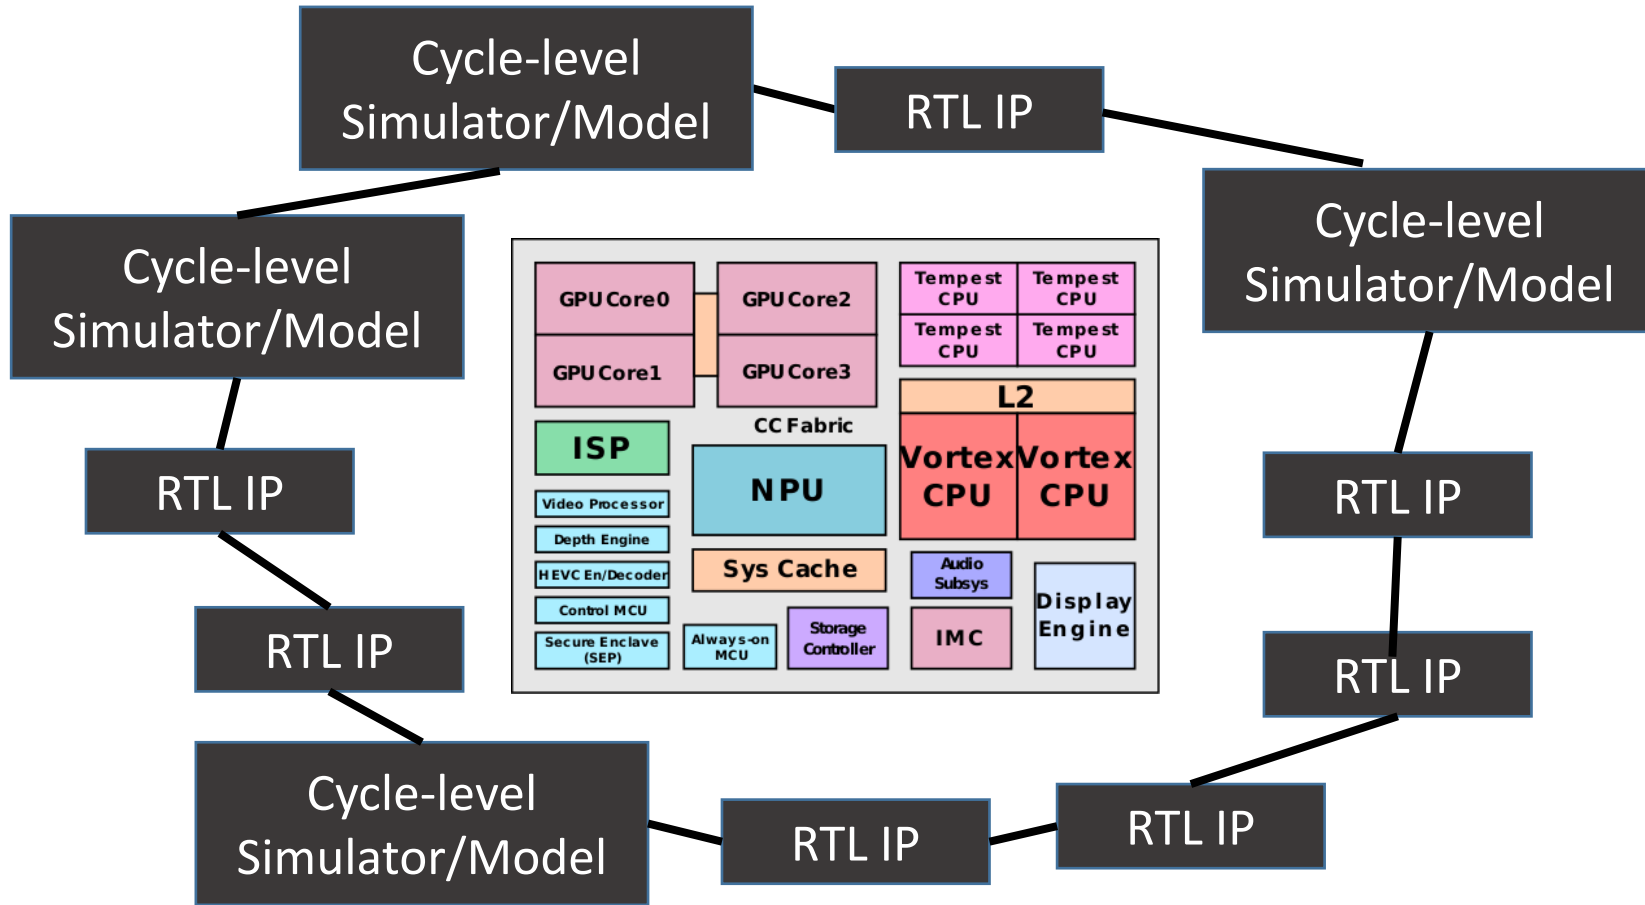 Cycle-level
Simulator/Model
RTL IP
Cycle-level
Simulator/Model
Cycle-level
Simulator/Model
GPU Core0
GPU Core2
GPU Core1
GPU Core3
Tempest
CPU
Tempest
CPU
Tempest
CPU
Tempest
CPU
L2
CC Fabric
ISP
NPU
Vortex
CPU
Vortex
CPU
Video Processor
Depth Engine
HEVC En/Decoder
Control MCU
Secure Enclave
(SEP)
Sys Cache
Always-on
MCU
Storage
Controller
Audio
Subsys
IMC
Display
Engine
RTL IP
RTL IP
RTL IP
RTL IP
Cycle-level
Simulator/Model
RTL IP
RTL IP